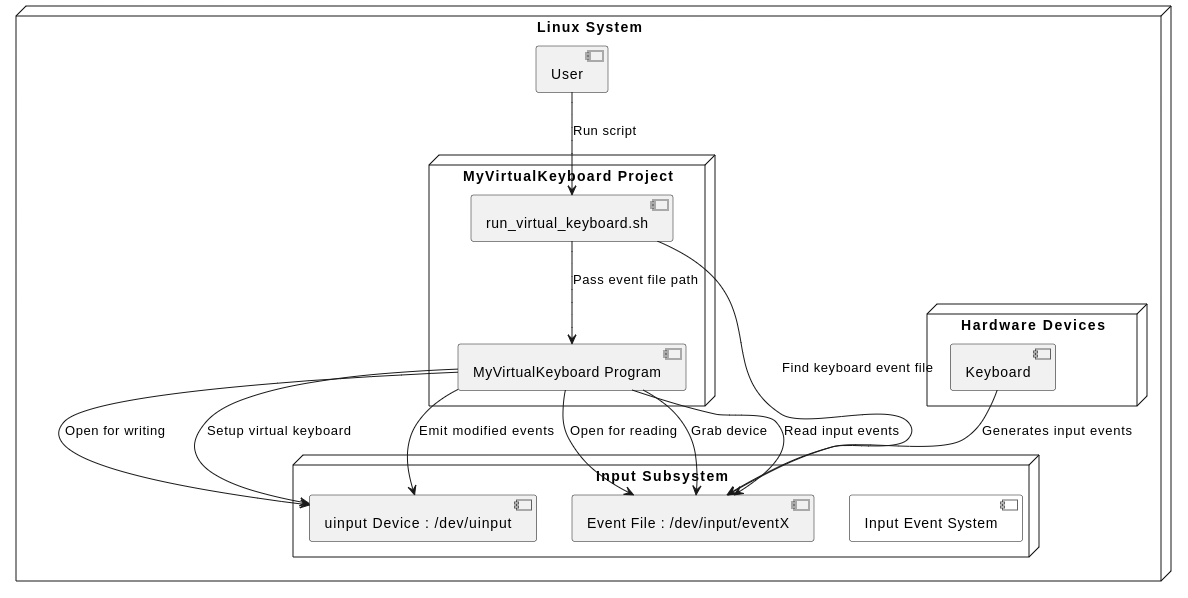 Linux System
User
Run script
MyVirtualKeyboard Project
run_virtual_keyboard.sh
Pass event file path
Hardware Devices
Find keyboard event file
Keyboard
MyVirtualKeyboard Program
Open for writing
Setup virtual keyboard
Emit modified events
Open for reading
Grab device
Read input events
Generates input events
Input Subsystem
uinput Device : /dev/uinput
Event File : /dev/input/eventX
Input Event System